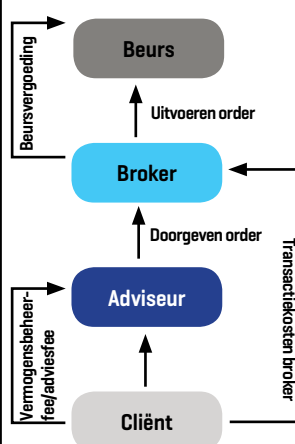 Beurs
Beursvergoeding
Uitvoeren order
Broker
Doorgeven order
Transactiekosten broker
Adviseur
Vermogensbeheer-
fee/adviesfee
Cliënt